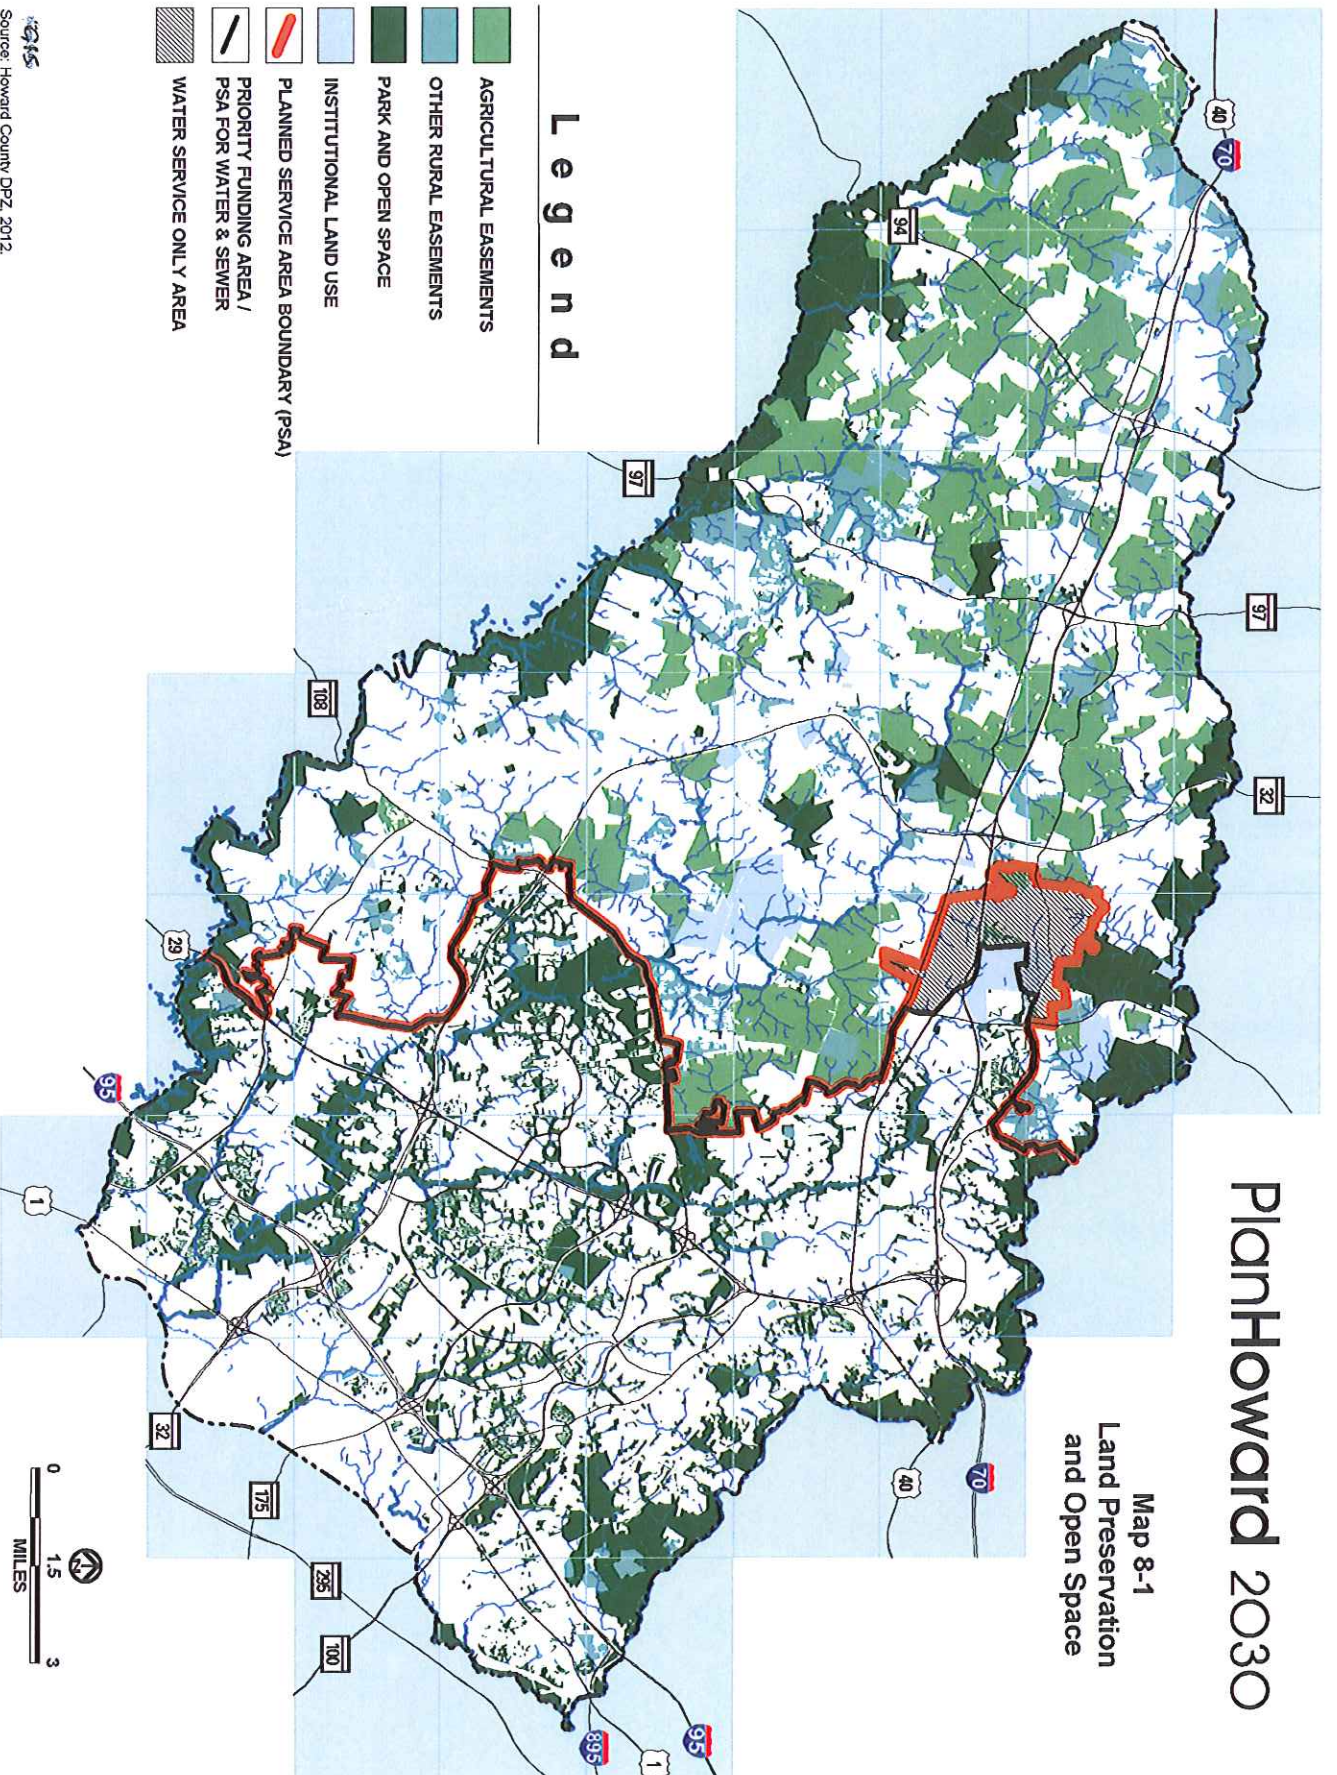 PlanHoward 2030
Map 8-1
Land Preservation
and Open Space
Legend
AGRICULTURAL EASEMENTS
OTHER RURAL EASEMENTS
PARK AND OPEN SPACE
INSTITUTIONAL LAND USE
PLANNED SERVICE AREA BOUNDARY (PSA)
PRIORITY FUNDING AREA /
PSA FOR WATER & SEWER
WATER SERVICE ONLY AREA
Source: Howard County DPZ, 2012.
40
70
94
97
97
32
108
29
95
1
32
175
295
100
895
1
95
40
70
N
0 1.5 3
MILES